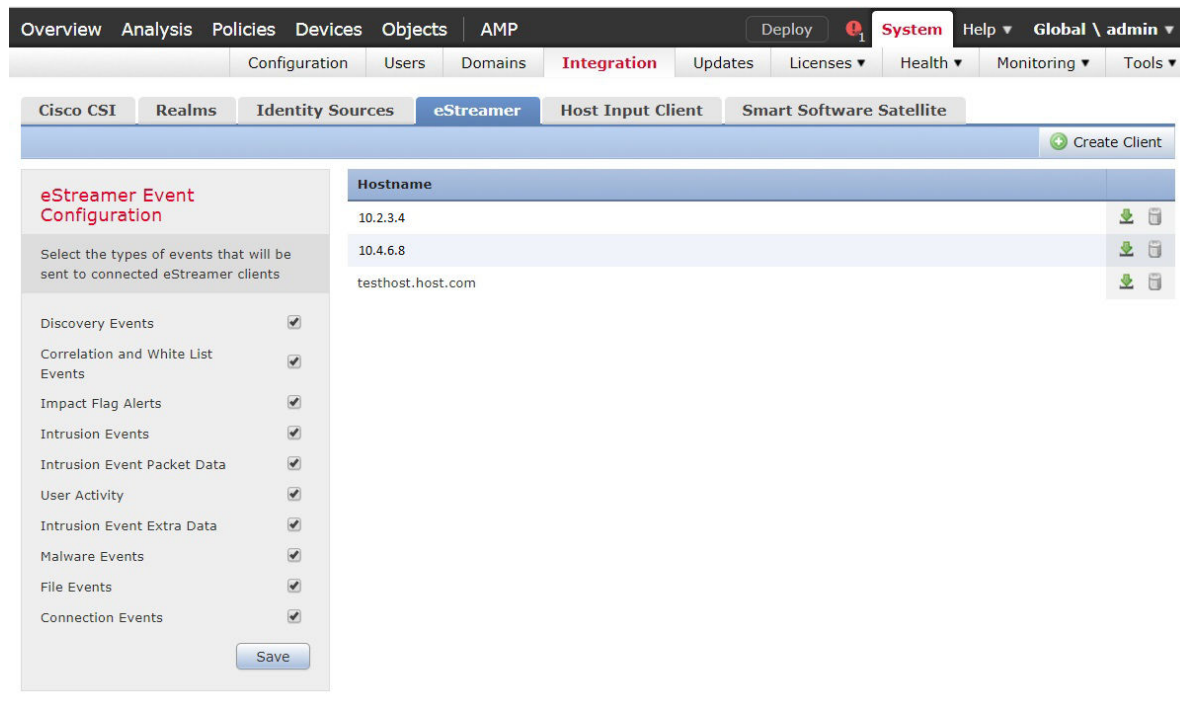 Overview Analysis Policies Devices Objects AMP Deploy 1 System Help ▼ Global \ admin ▼
Configuration Users Domains Integration Updates Licenses ▼ Health ▼ Monitoring ▼ Tools ▼
Cisco CSI Realms Identity Sources eStreamer Host Input Client Smart Software Satellite
Create Client
eStreamer Event
Configuration
Select the types of events that will be
sent to connected eStreamer clients
Discovery Events
Correlation and White List
Events
Impact Flag Alerts
Intrusion Events
Intrusion Event Packet Data
User Activity
Intrusion Event Extra Data
Malware Events
File Events
Connection Events
Save
Hostname
10.2.3.4
10.4.6.8
testhost.host.com